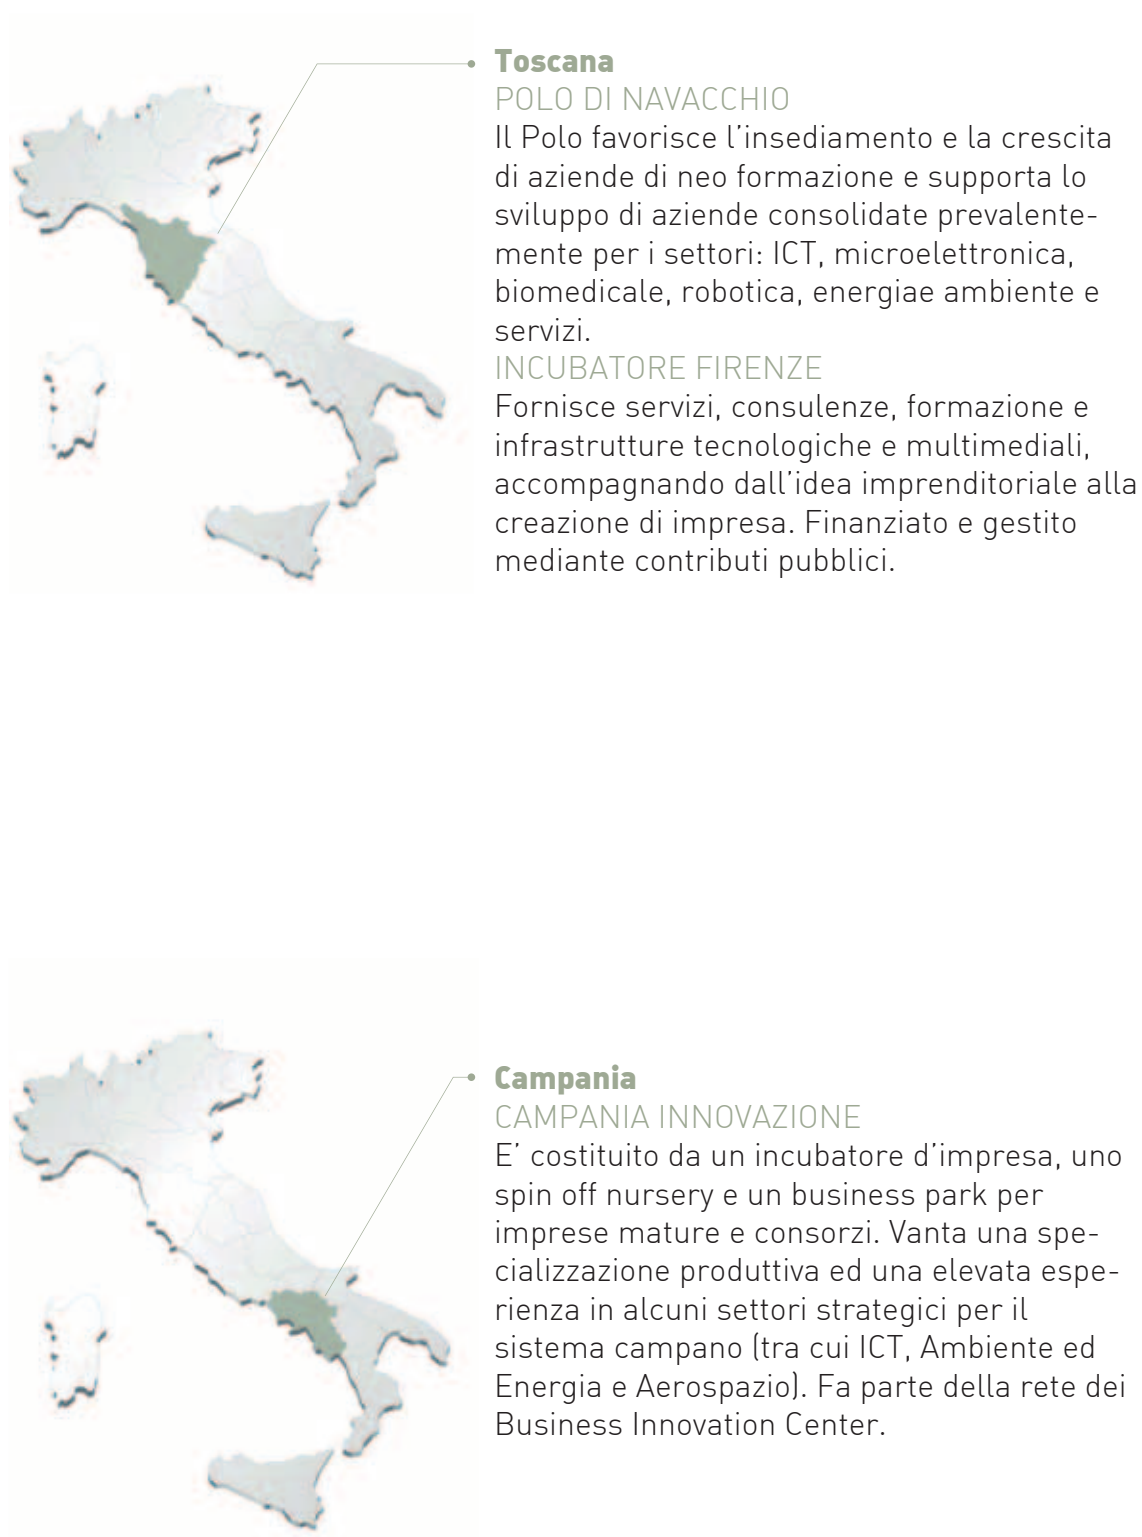 Toscana
POLO DI NAVACCHIO
Il Polo favorisce l’insediamento e la crescita
di aziende di neo formazione e supporta lo
sviluppo di aziende consolidate prevalente-
mente per i settori: ICT, microelettronica,
biomedicale, robotica, energiae ambiente e
servizi.
INCUBATORE FIRENZE
Fornisce servizi, consulenze, formazione e
infrastrutture tecnologiche e multimediali,
accompagnando dall’idea imprenditoriale alla
creazione di impresa. Finanziato e gestito
mediante contributi pubblici.
Campania
CAMPANIA INNOVAZIONE
E’ costituito da un incubatore d’impresa, uno
spin off nursery e un business park per
imprese mature e consorzi. Vanta una spe-
cializzazione produttiva ed una elevata espe-
rienza in alcuni settori strategici per il
sistema campano (tra cui ICT, Ambiente ed
Energia e Aerospazio). Fa parte della rete dei
Business Innovation Center.